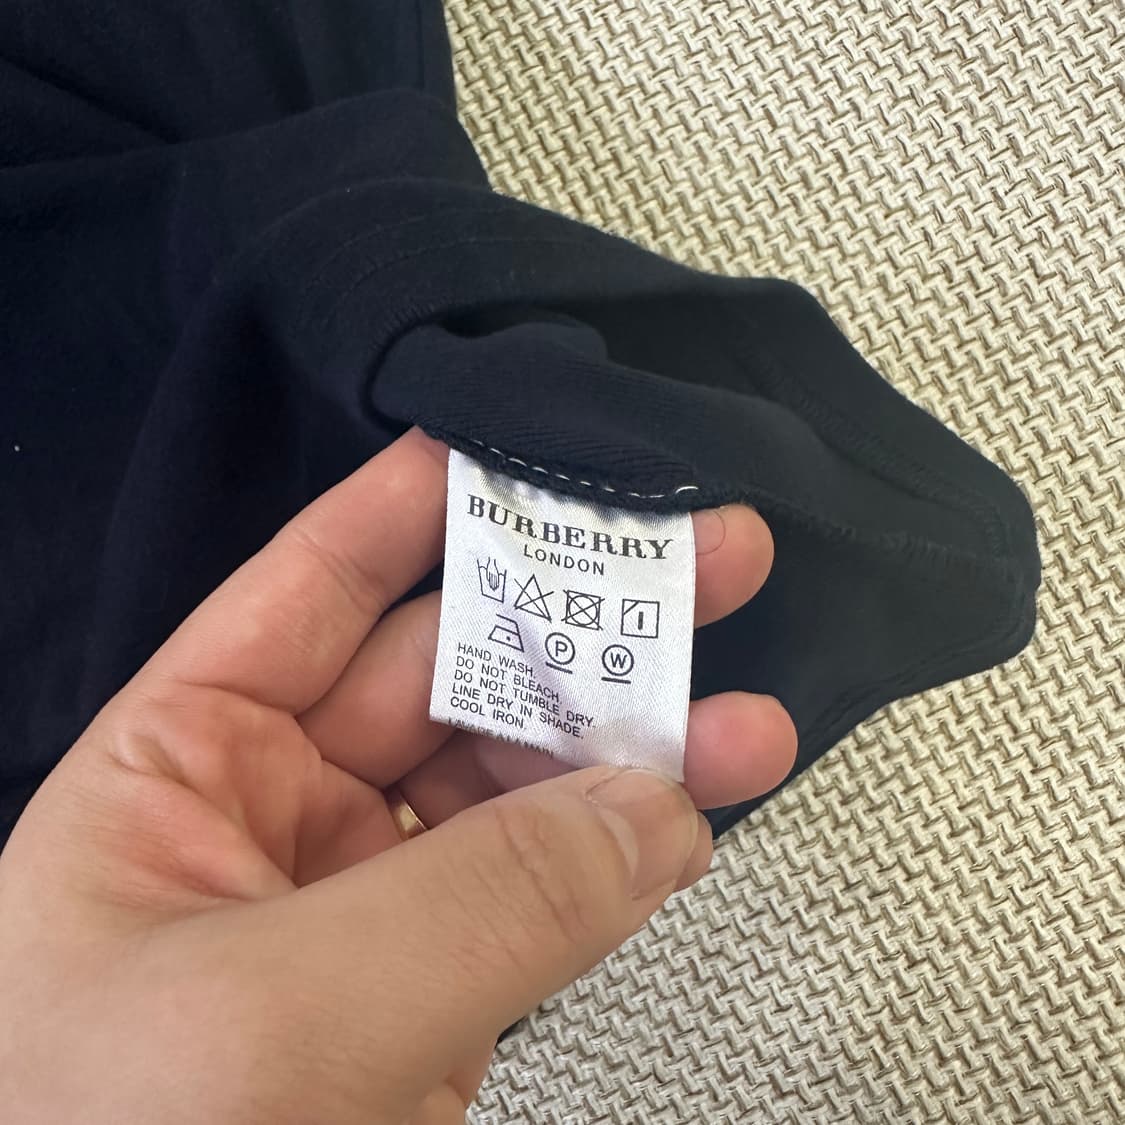 BURBERRY
LONDON
P
W
HAND WASH.
DO NOT BLEACH.
DO NOT TUMBLE DRY.
LINE DRY IN SHADE.
COOL IRON.